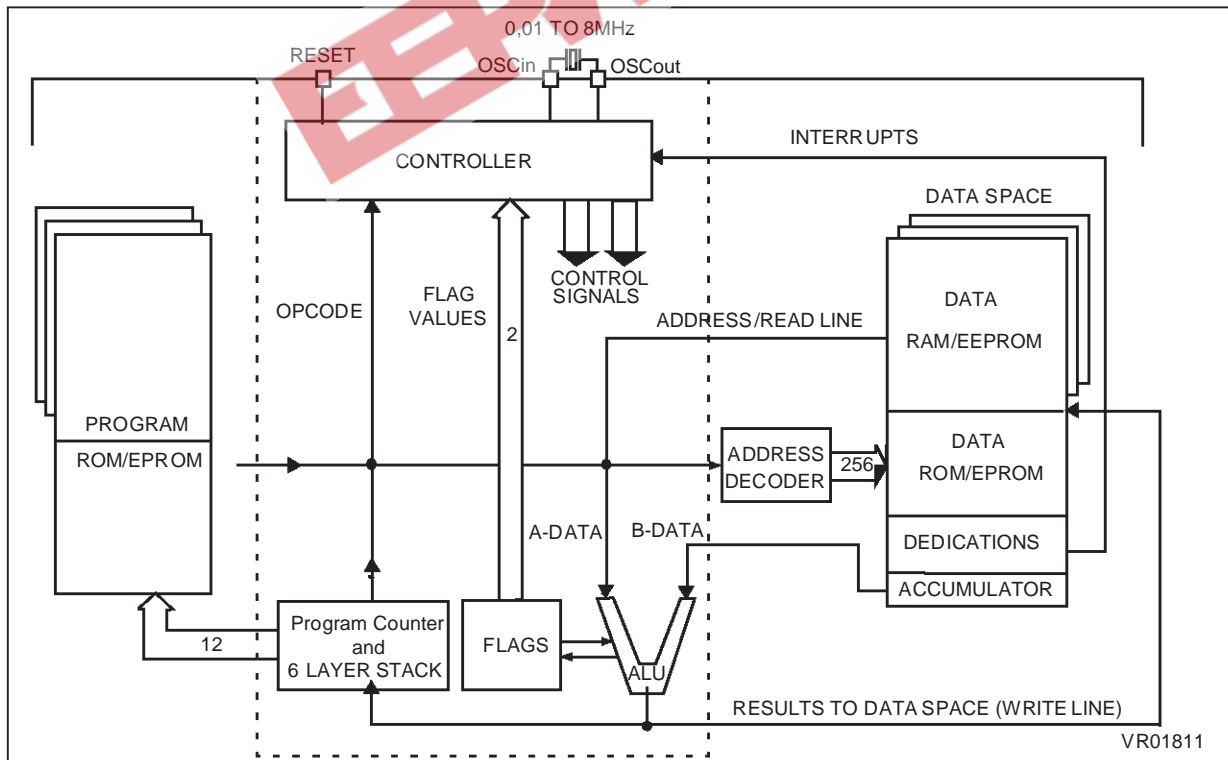 0,01 TO 8MHz
RESET
OSCin
OSCout
CONTROLLER
INTERRUPTS
DATA SPACE
OPCODE
FLAG
VALUES
2
CONTROL
SIGNALS
ADDRESS/READ LINE
DATA
RAM/EEPROM
PROGRAM
ROM/EPROM
ADDRESS
DECODER
256
DATA
ROM/EPROM
A-DATA
B-DATA
DEDICATIONS
ACCUMULATOR
12
Program Counter
and
6 LAYER STACK
FLAGS
ALU
RESULTS TO DATA SPACE (WRITE LINE)
VR01811